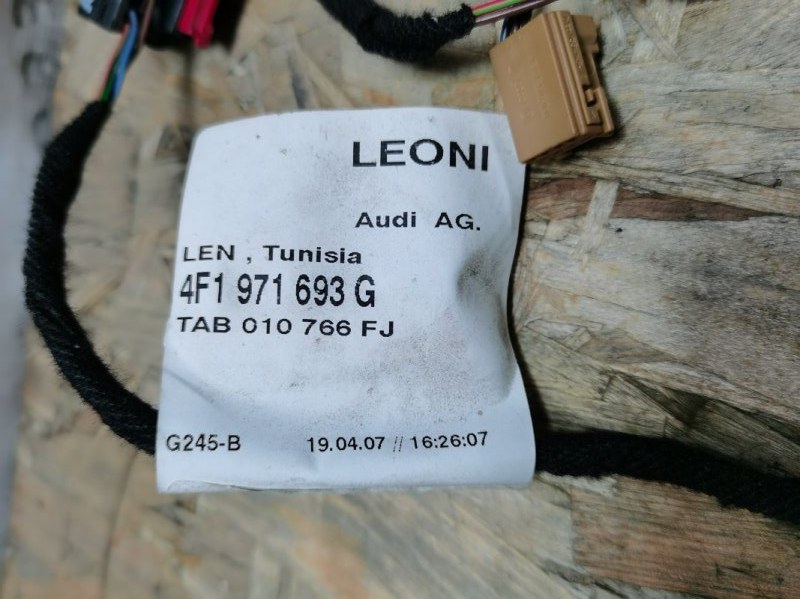 LEONI
Audi AG.
LEN , Tunisia
4F1 971 693 G
TAB 010 766 FJ
G245-B 19.04.07 // 16:26:07